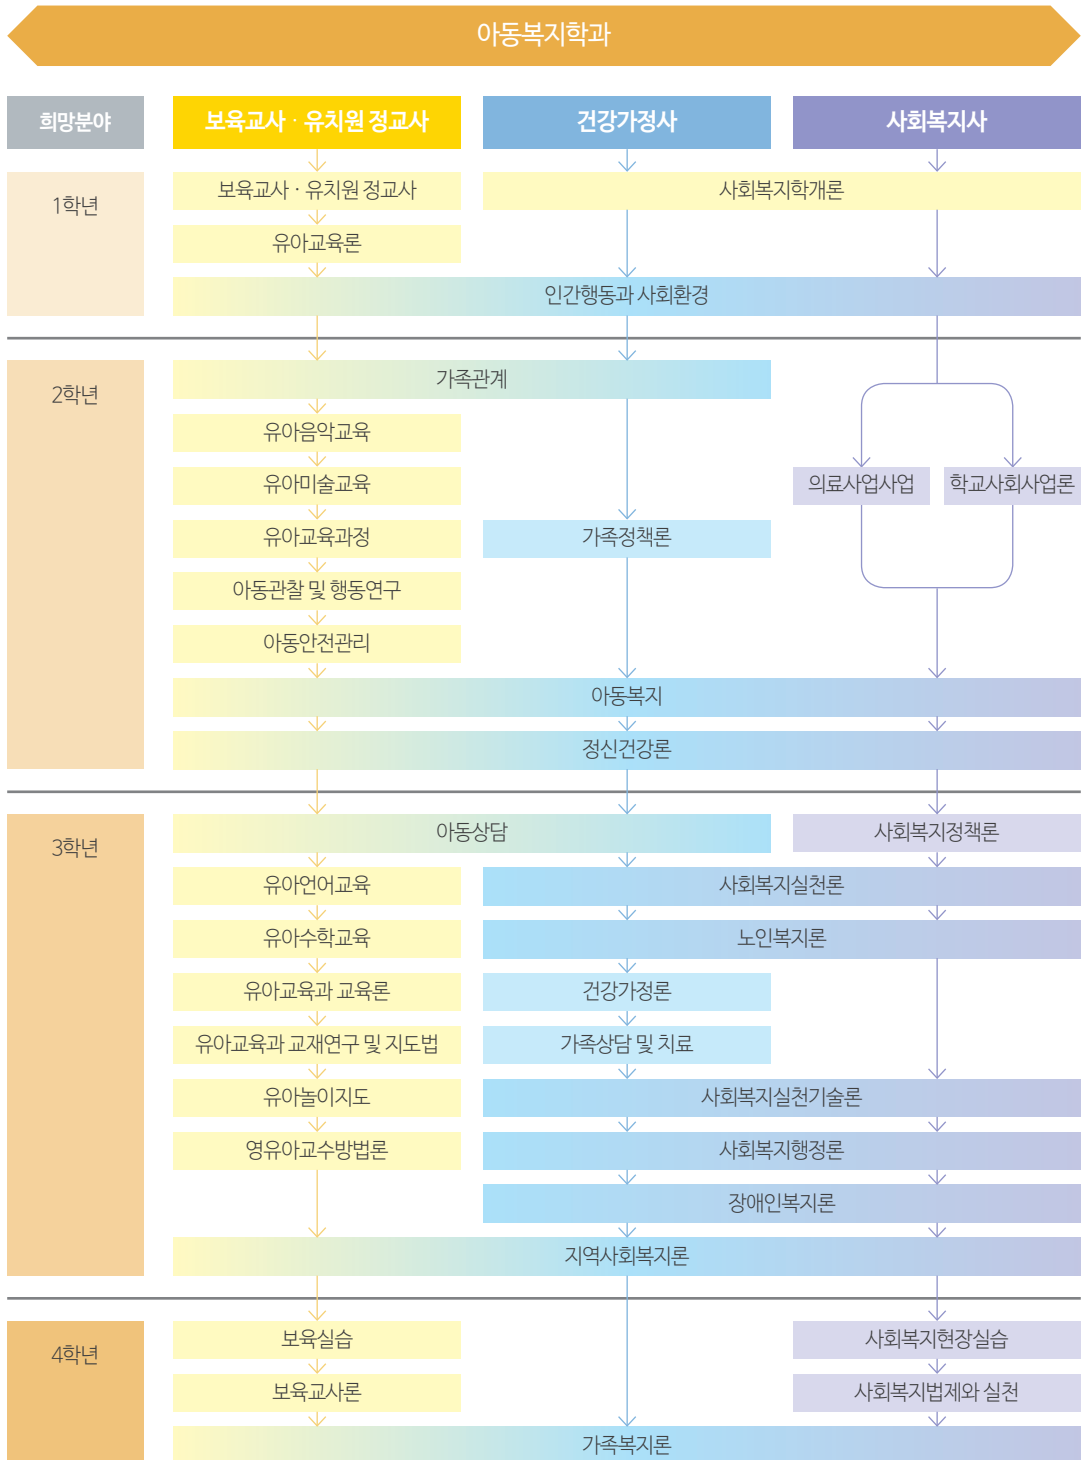 아동복지학과
희망분야
보육교사 · 유치원 정교사
건강가정사
사회복지사
1학년
보육교사 · 유치원 정교사
사회복지학개론
유아교육론
인간행동과 사회환경
2학년
가족관계
유아음악교육
유아미술교육
의료사업사업
학교사회사업론
유아교육과정
가족정책론
아동관찰 및 행동연구
아동안전관리
아동복지
정신건강론
3학년
아동상담
사회복지정책론
유아언어교육
사회복지실천론
유아수학교육
노인복지론
유아교육과 교육론
건강가정론
유아교육과 교재연구 및 지도법
가족상담 및 치료
유아놀이지도
사회복지실천기술론
영유아교수방법론
사회복지행정론
장애인복지론
지역사회복지론
4학년
보육실습
사회복지현장실습
보육교사론
사회복지법제와 실천
가족복지론